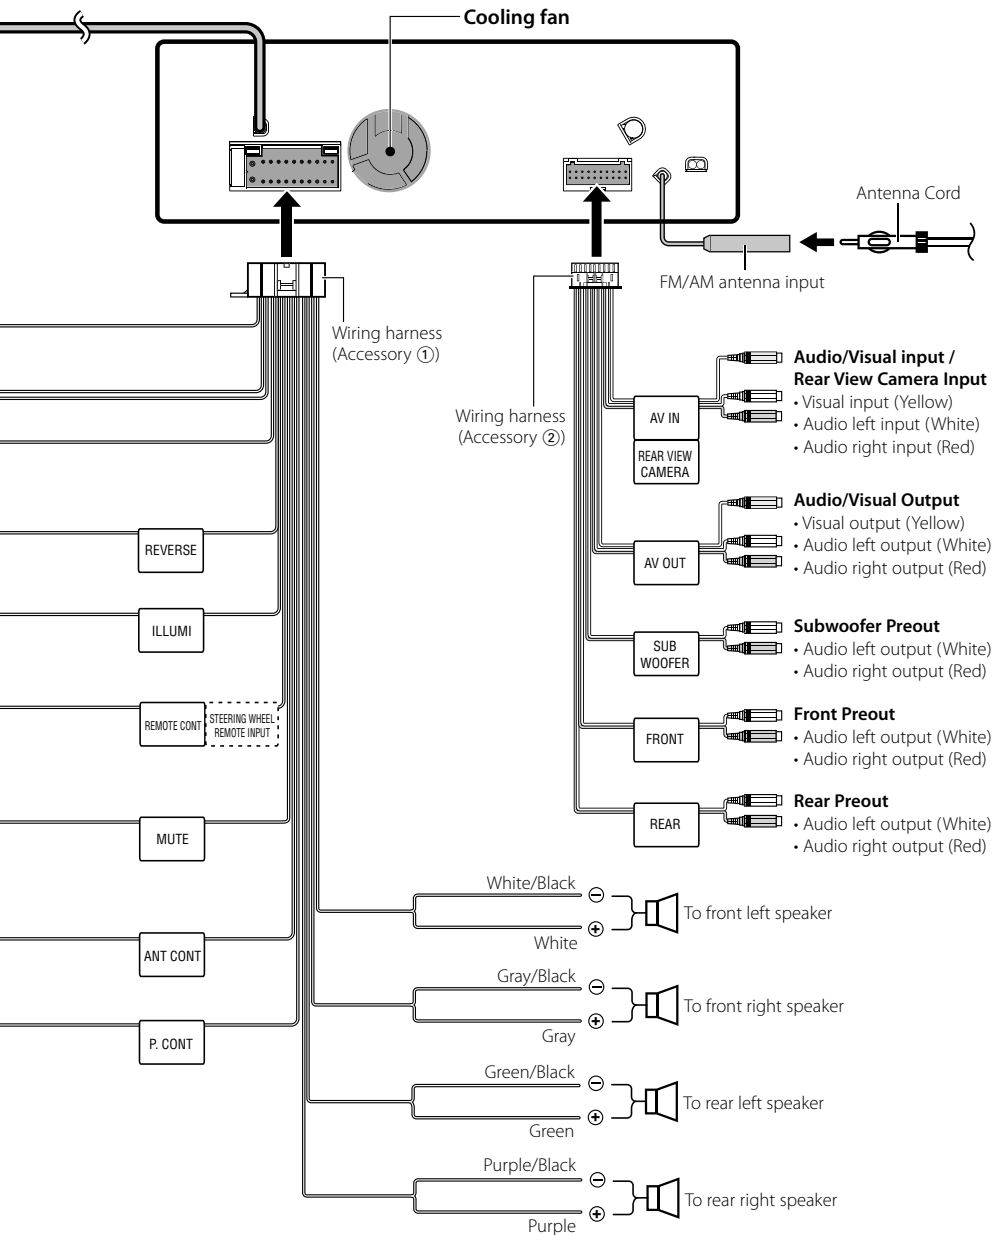 Cooling fan
Antenna Cord
FM/AM antenna input
Wiring harness
(Accessory ①)
Wiring harness
(Accessory ②)
AV IN
REAR VIEW
CAMERA
Audio/Visual input /
Rear View Camera Input
• Visual input (Yellow)
• Audio left input (White)
• Audio right input (Red)
AV OUT
Audio/Visual Output
• Visual output (Yellow)
• Audio left output (White)
• Audio right output (Red)
SUB
WOOFER
Subwoofer Preout
• Audio left output (White)
• Audio right output (Red)
FRONT
Front Preout
• Audio left output (White)
• Audio right output (Red)
REAR
Rear Preout
• Audio left output (White)
• Audio right output (Red)
REVERSE
ILLUMI
REMOTE CONT
STEERING WHEEL
REMOTE INPUT
MUTE
ANT CONT
P. CONT
White/Black
⊖
⊕
White
To front left speaker
Gray/Black
⊖
⊕
Gray
To front right speaker
Green/Black
⊖
⊕
Green
To rear left speaker
Purple/Black
⊖
⊕
Purple
To rear right speaker